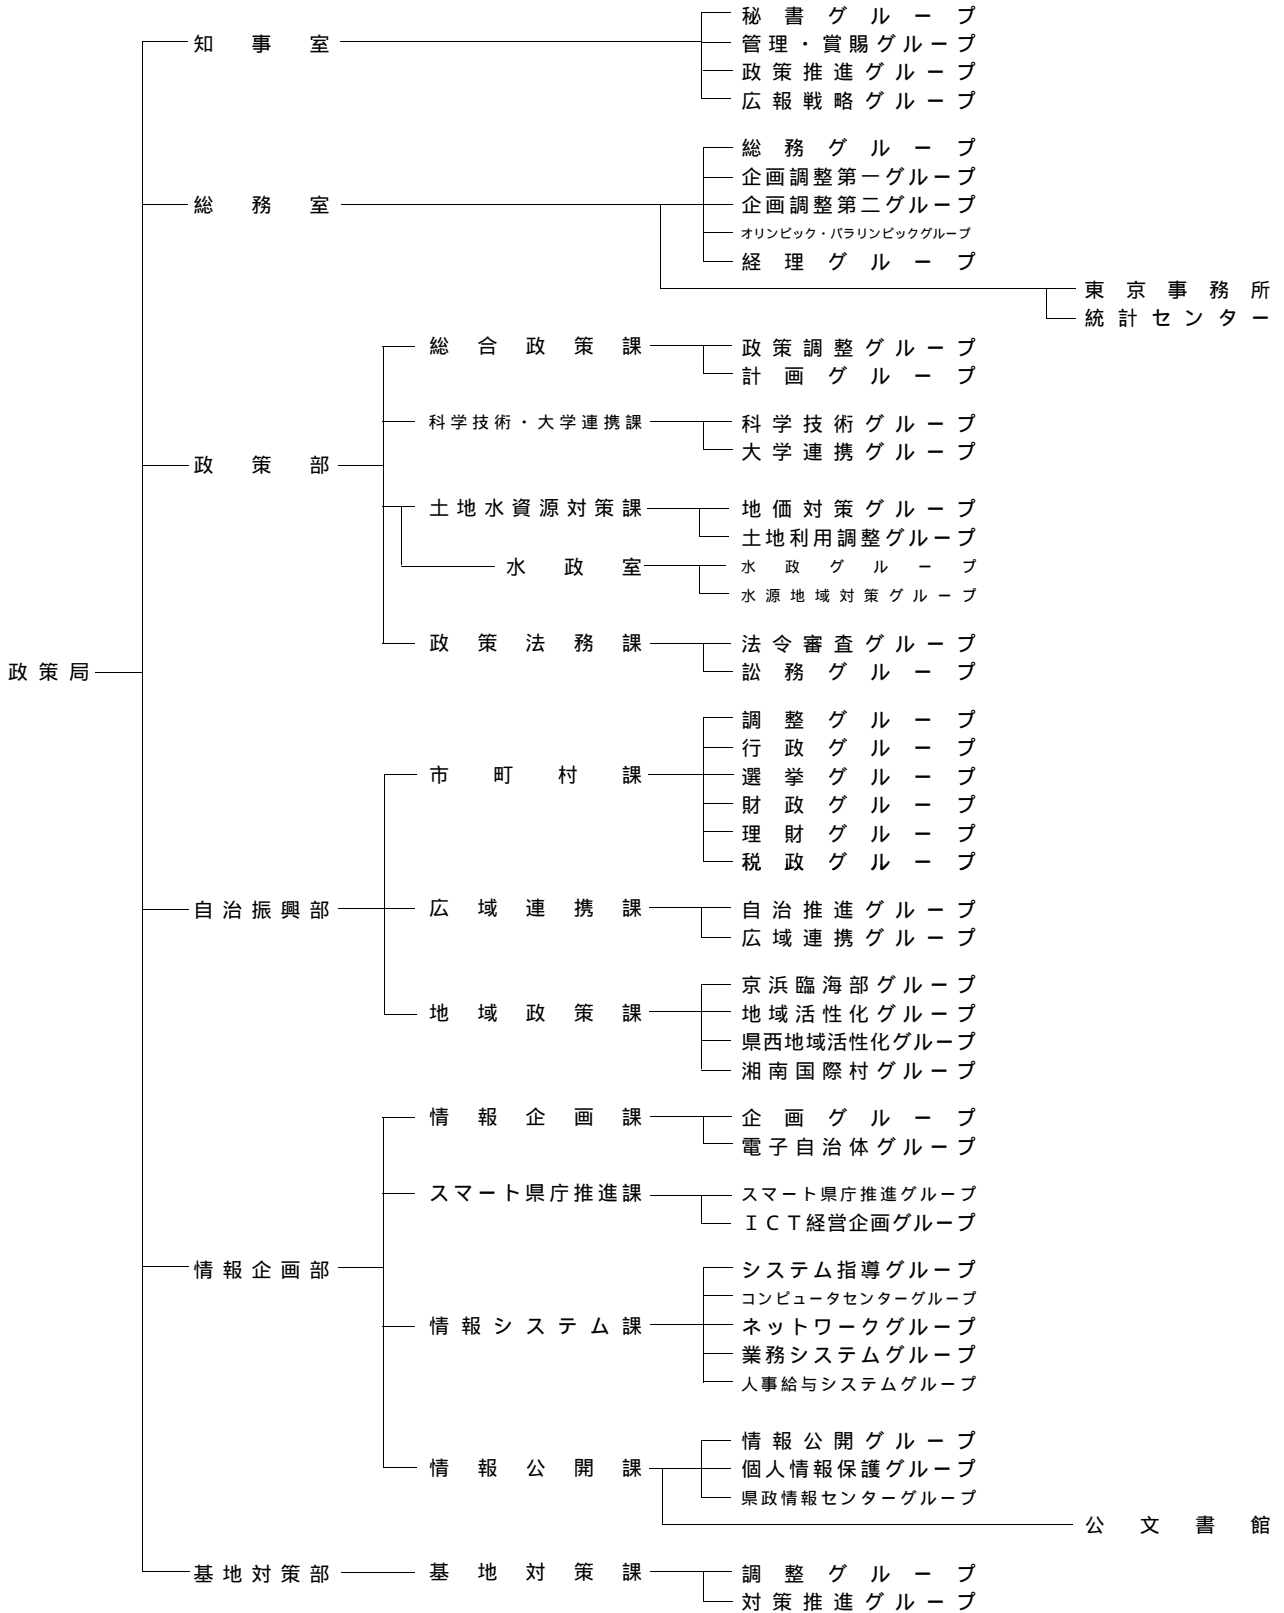 秘書グループ
知事室
管理・賞賜グループ
政策推進グループ
広報戦略グループ
総務グループ
企画調整第一グループ
総務室
企画調整第二グループ
オリンピック・パラリンピックグループ
経理グループ
東京事務所
統計センター
総合政策課
政策調整グループ
計画グループ
科学技術・大学連携課
科学技術グループ
大学連携グループ
政策部
土地水資源対策課
地価対策グループ
土地利用調整グループ
水政室
水政グループ
水源地域対策グループ
政策法務課
法令審査グループ
訟務グループ
政策局
調整グループ
行政グループ
市町村課
選挙グループ
財政グループ
理財グループ
税政グループ
自治振興部
広域連携課
自治推進グループ
広域連携グループ
京浜臨海部グループ
地域政策課
地域活性化グループ
県西地域活性化グループ
湘南国際村グループ
情報企画課
企画グループ
電子自治体グループ
スマート県庁推進課
スマート県庁推進グループ
ICT経営企画グループ
情報企画部
システム指導グループ
コンピュータセンターグループ
情報システム課
ネットワークグループ
業務システムグループ
人事給与システムグループ
情報公開グループ
情報公開課
個人情報保護グループ
県政情報センターグループ
公文書館
基地対策部
基地対策課
調整グループ
対策推進グループ